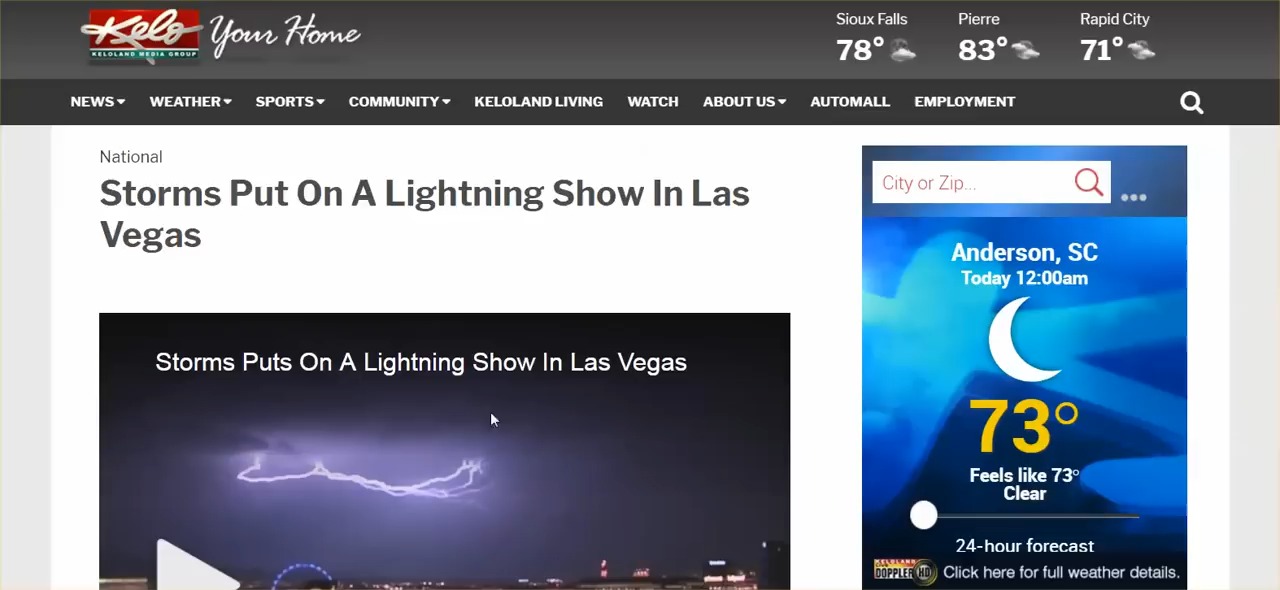 Kelo Your Home
KELOLAND MEDIA GROUP
Sioux Falls
78°
Pierre
83°
Rapid City
71°
NEWS WEATHER SPORTS COMMUNITY KELOLAND LIVING WATCH ABOUT US AUTOMALL EMPLOYMENT
National
Storms Put On A Lightning Show In Las
Vegas
Storms Puts On A Lightning Show In Las Vegas
City or Zip...
Anderson, SC
Today 12:00am
73°
Feels like 73°
Clear
24-hour forecast
KELOLAND
DOPPLER HD
Click here for full weather details.